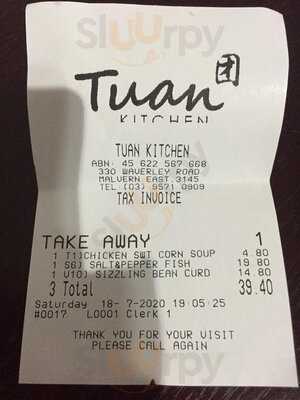 Tuan 团
KITCHEN
TUAN KITCHEN
ABN: 45 622 567 668
330 WAVERLEY ROAD
MALVERN EAST.3145
TEL (03) 9571 0909
TAX INVOICE
TAKE AWAY 1
1 T1)CHICKEN SWT CORN SOUP 4.80
1 S6) SALT&PEPPER FISH 19.80
1 V10) SIZZLING BEAN CURD 14.80
3 Total 39.40
Saturday 18- 7-2020 19:05:25
#0017 L0001 Clerk 1
THANK YOU FOR YOUR VISIT
PLEASE CALL AGAIN
Sluurpy